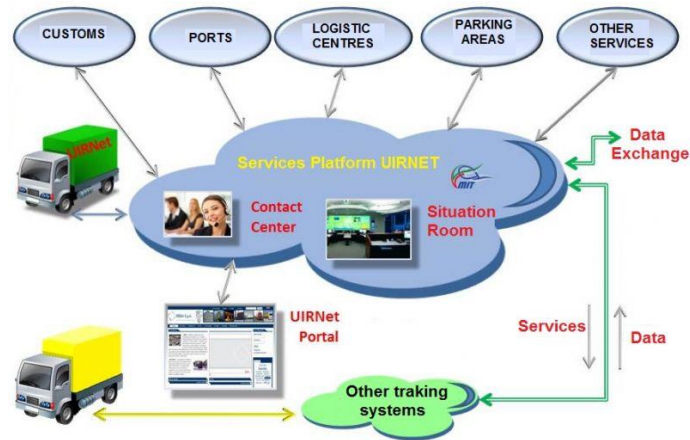 CUSTOMS
PORTS
LOGISTIC
CENTRES
PARKING
AREAS
OTHER
SERVICES
UIRNet
Services Platform UIRNET
MIT
Data
Exchange
Contact
Center
Situation
Room
UIRNet
Portal
Services
Data
Other traking
systems